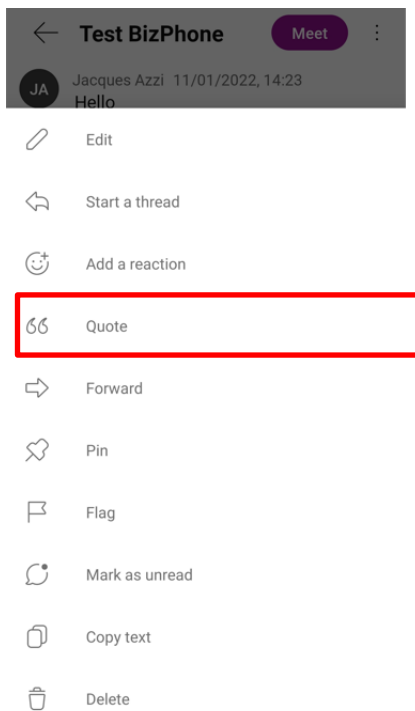 Test BizPhone Meet
JA Jacques Azzi 11/01/2022, 14:23
Hello
Edit
Start a thread
Add a reaction
Quote
Forward
Pin
Flag
Mark as unread
Copy text
Delete